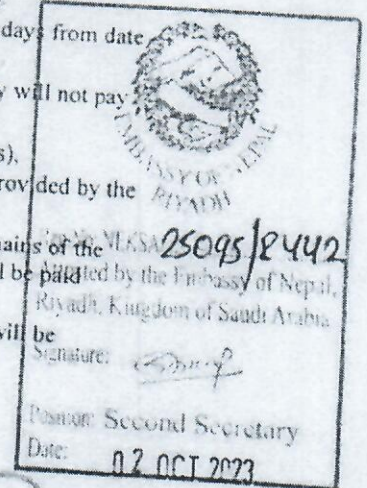 days from date
y will not pay
EMBASSY OF NEPAL
s),
rovided by the
RIYADH
nains of the
25095/8442
l be paid
Attested by the Embassy of Nepal,
Riyadh, Kingdom of Saudi Arabia
will be
Signature:
Position: Second Secretary
Date: 02 OCT 2023